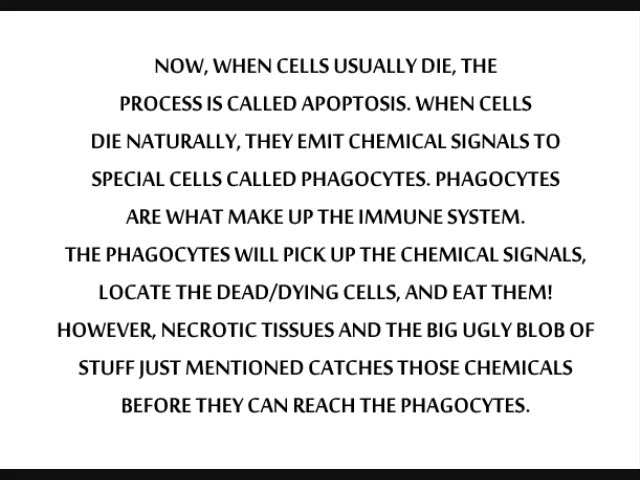 NOW, WHEN CELLS USUALLY DIE, THE
PROCESS IS CALLED APOPTOSIS. WHEN CELLS
DIE NATURALLY, THEY EMIT CHEMICAL SIGNALS TO
SPECIAL CELLS CALLED PHAGOCYTES. PHAGOCYTES
ARE WHAT MAKE UP THE IMMUNE SYSTEM.
THE PHAGOCYTES WILL PICK UP THE CHEMICAL SIGNALS,
LOCATE THE DEAD/DYING CELLS, AND EAT THEM!
HOWEVER, NECROTIC TISSUES AND THE BIG UGLY BLOB OF
STUFF JUST MENTIONED CATCHES THOSE CHEMICALS
BEFORE THEY CAN REACH THE PHAGOCYTES.